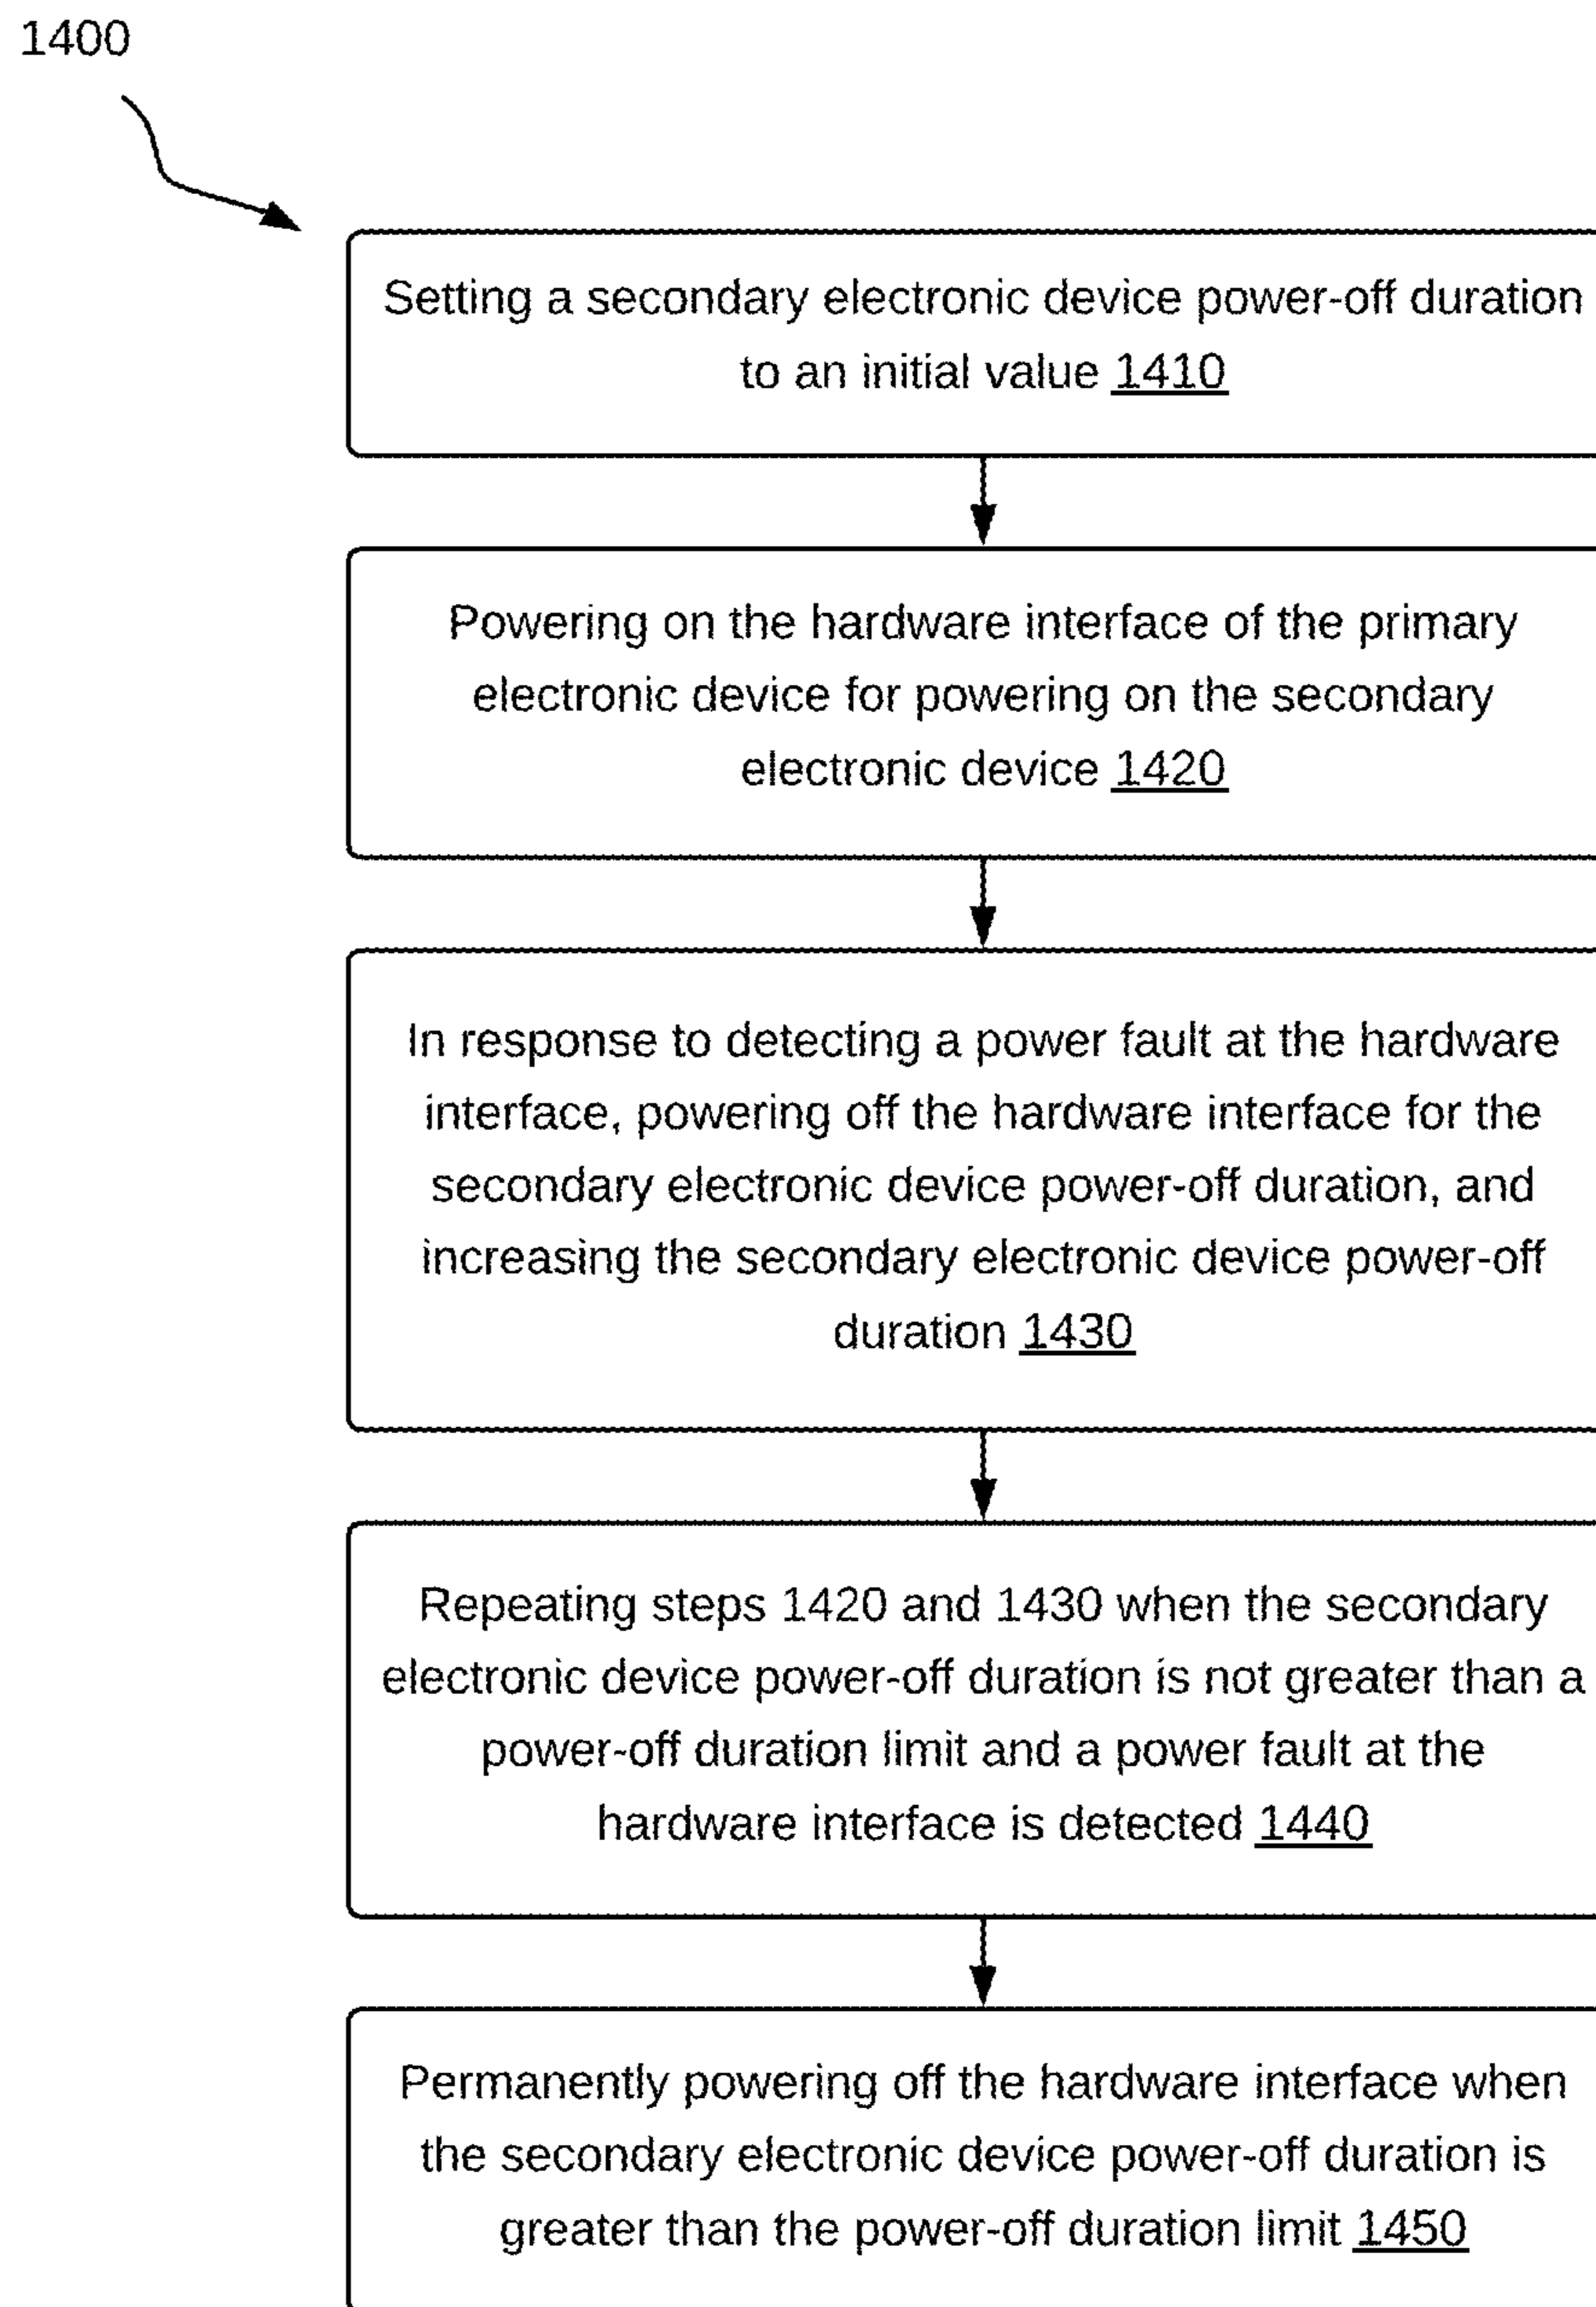 1400
Setting a secondary electronic device power-off duration
to an initial value 1410
Powering on the hardware interface of the primary
electronic device for powering on the secondary
electronic device 1420
In response to detecting a power fault at the hardware
interface, powering off the hardware interface for the
secondary electronic device power-off duration, and
increasing the secondary electronic device power-off
duration 1430
Repeating steps 1420 and 1430 when the secondary
electronic device power-off duration is not greater than a
power-off duration limit and a power fault at the
hardware interface is detected 1440
Permanently powering off the hardware interface when
the secondary electronic device power-off duration is
greater than the power-off duration limit 1450